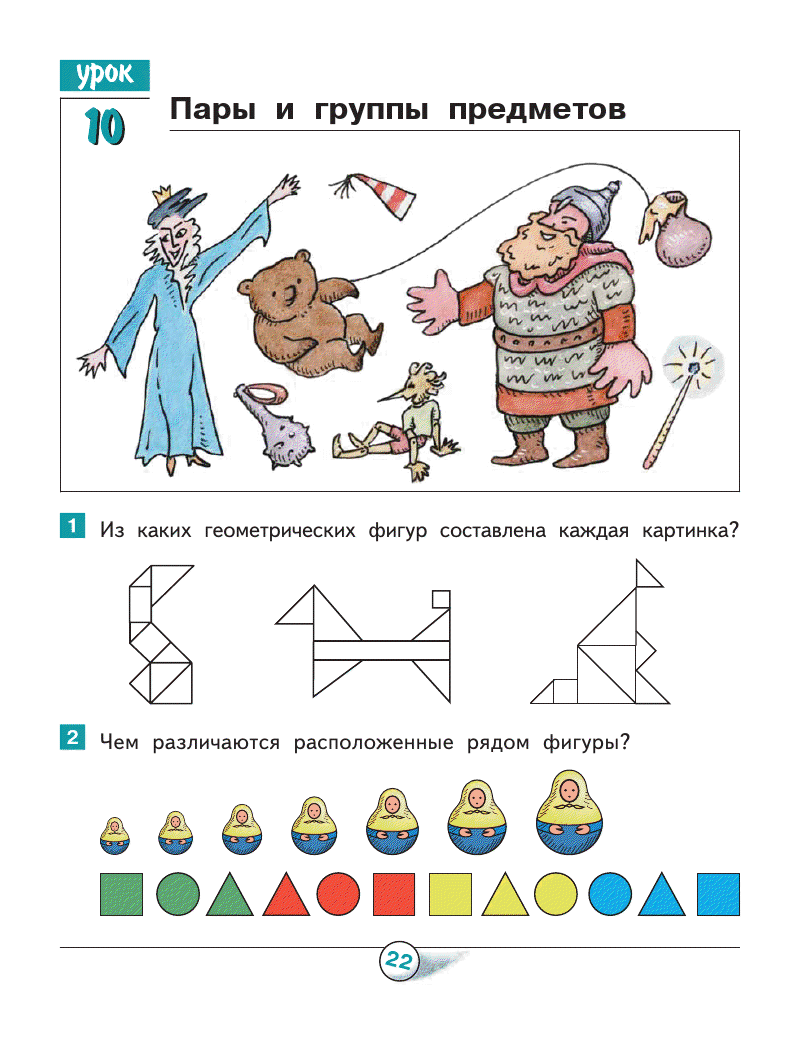 урок
10
Пары и группы предметов
1 Из каких геометрических фигур составлена каждая картинка?
2 Чем различаются расположенные рядом фигуры?
22